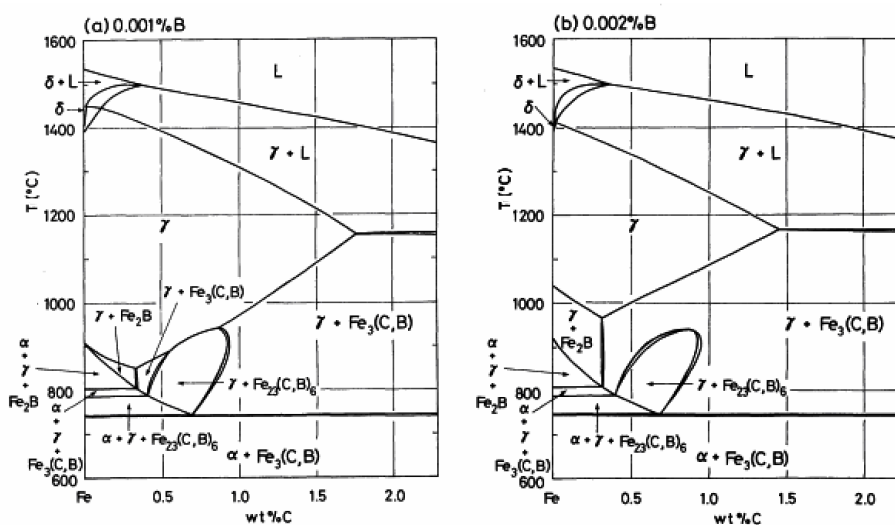 (a) 0.001%B
1600
1400
1200
1000
800
600
T (°C)
L
δ + L
δ
γ + L
γ
γ + Fe₃(C,B)
γ + Fe₂B
γ + Fe₃(C,B)
α
+
γ
+
Fe₂B
α
+
γ
+
Fe₃(C,B)
γ + Fe₂₃(C,B)₆
α + γ + Fe₂₃(C,B)₆
α + Fe₃(C,B)
Fe
0.5
1.0
1.5
2.0
wt%C
(b) 0.002%B
1600
1400
1200
1000
800
600
T (°C)
L
δ + L
δ
γ + L
γ
γ
+
Fe₂B
γ + Fe₃(C,B)
α
+
γ
+
Fe₂B
α
+
γ
+
Fe₃(C,B)
γ + Fe₂₃(C,B)₆
α + γ + Fe₂₃(C,B)₆
α + Fe₃(C,B)
Fe
0.5
1.0
1.5
2.0
wt%C